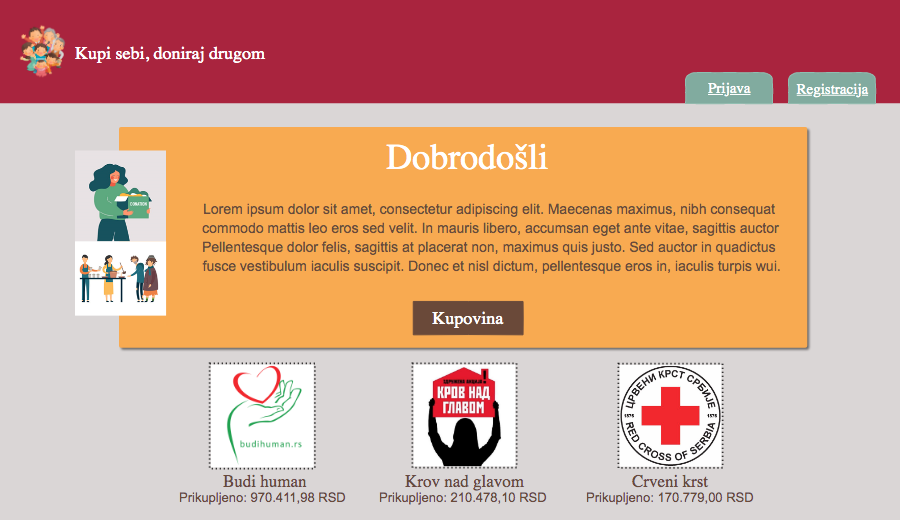 Kupi sebi, doniraj drugom
Prijava
Registracija
Dobrodošli
DONATION
Lorem ipsum dolor sit amet, consectetur adipiscing elit. Maecenas maximus, nibh consequat
commodo mattis leo eros sed velit. In mauris libero, accumsan eget ante vitae, sagittis auctor
Pellentesque dolor felis, sagittis at placerat non, maximus quis justo. Sed auctor in quadictus
fusce vestibulum iaculis suscipit. Donec et nisl dictum, pellentesque eros in, iaculis turpis wui.
Kupovina
budihuman.rs
КРОВ НАД
ГЛАВОМ
ЦРВЕНИ КРСТ СРБИЈЕ
1876
1875
RED CROSS OF SERBIA
Budi human
Krov nad glavom
Crveni krst
Prikupljeno: 970.411,98 RSD
Prikupljeno: 210.478,10 RSD
Prikupljeno: 170.779,00 RSD